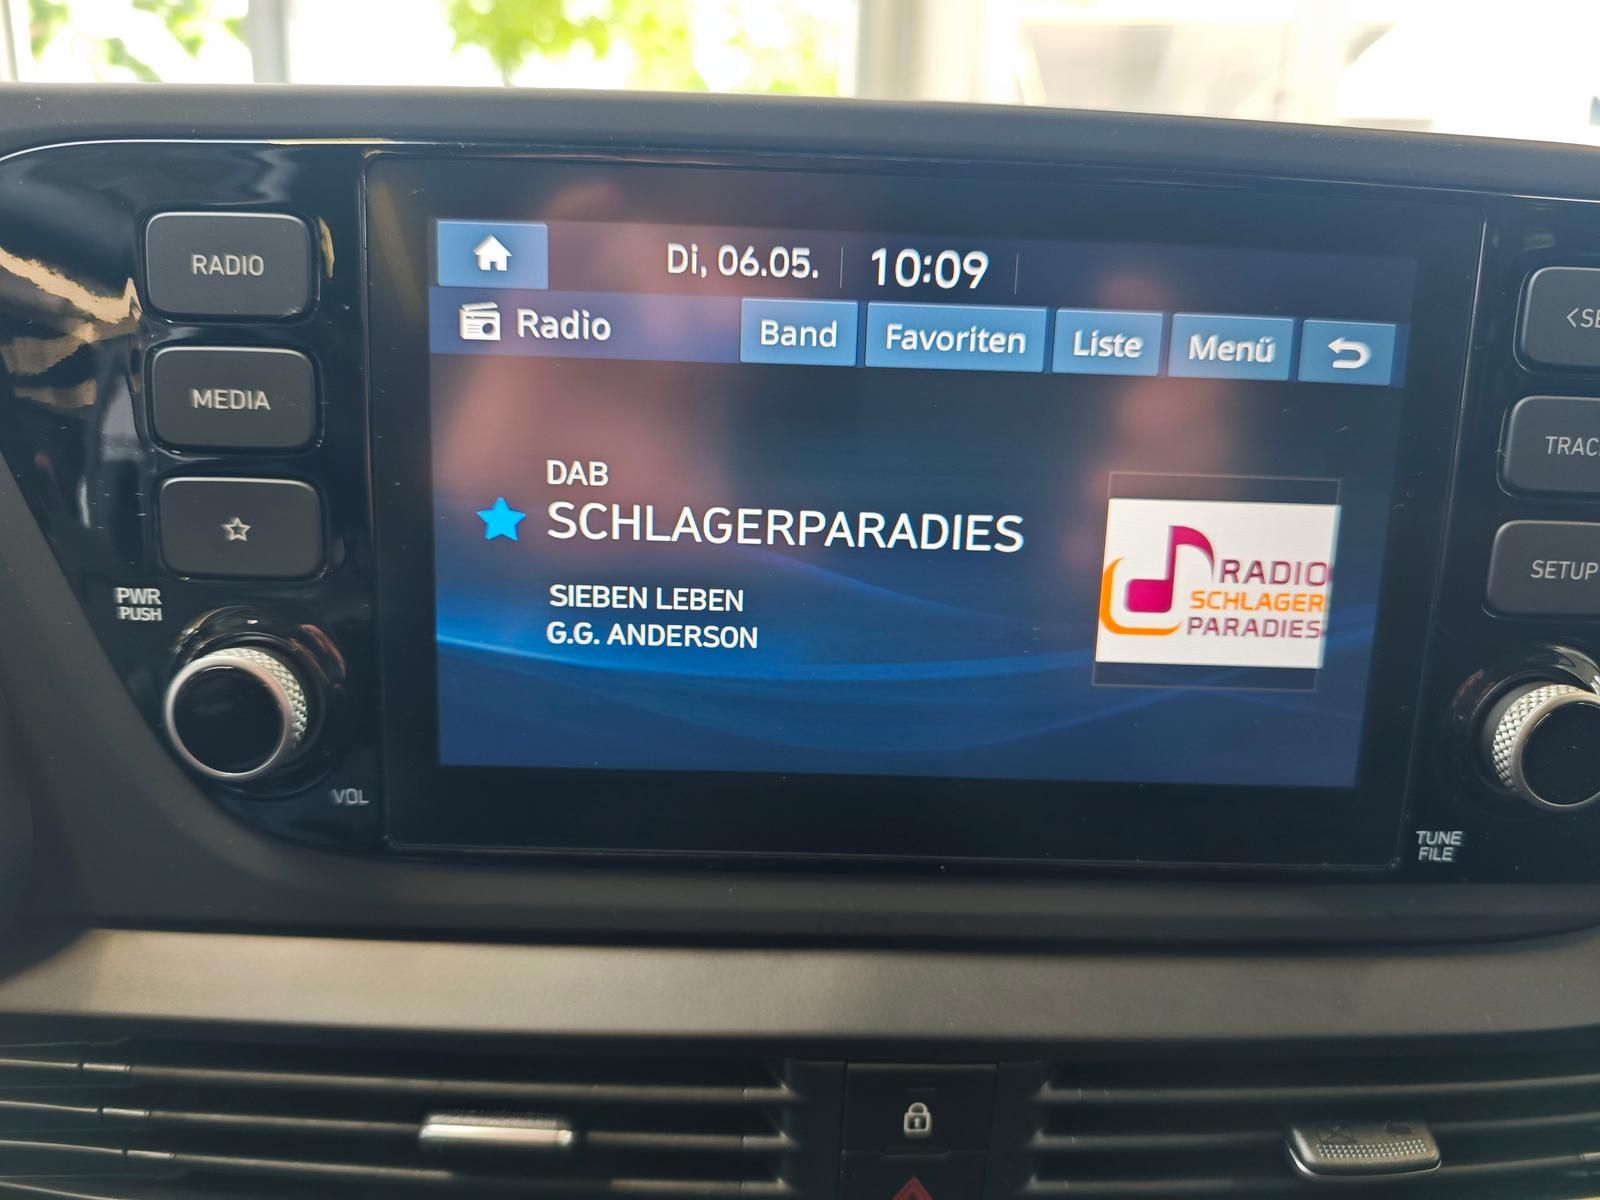 Di, 06.05.
10:09
Radio
Band
Favoriten
Liste
Menü
DAB
SCHLAGERPARADIES
SIEBEN LEBEN
G.G. ANDERSON
RADIO
SCHLAGER
PARADIES
RADIO
MEDIA
PWR
PUSH
VOL
SETUP
TUNE
FILE